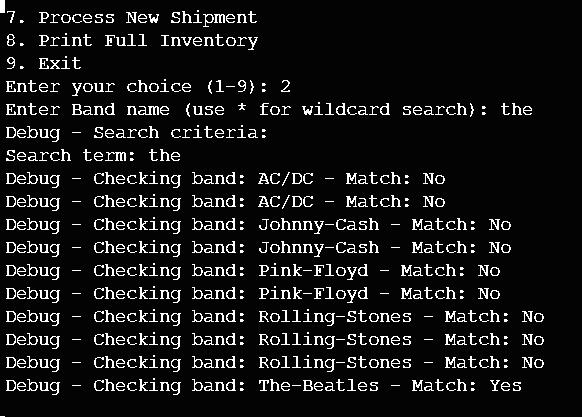 7. Process New Shipment
8. Print Full Inventory
9. Exit
Enter your choice (1-9): 2
Enter Band name (use * for wildcard search): the
Debug - Search criteria:
Search term: the
Debug - Checking band: AC/DC - Match: No
Debug - Checking band: AC/DC - Match: No
Debug - Checking band: Johnny-Cash - Match: No
Debug - Checking band: Johnny-Cash - Match: No
Debug - Checking band: Pink-Floyd - Match: No
Debug - Checking band: Pink-Floyd - Match: No
Debug - Checking band: Rolling-Stones - Match: No
Debug - Checking band: Rolling-Stones - Match: No
Debug - Checking band: Rolling-Stones - Match: No
Debug - Checking band: The-Beatles - Match: Yes